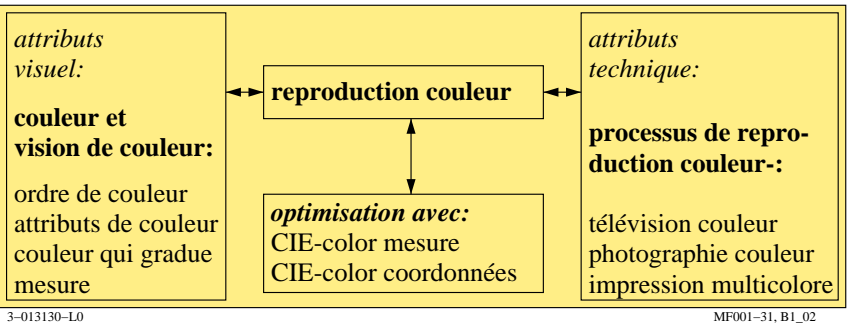 attributs
visuel:
couleur et
vision de couleur:
ordre de couleur
attributs de couleur
couleur qui gradue
mesure
reproduction couleur
optimisation avec:
CIE-color mesure
CIE-color coordonnées
attributs
technique:
processus de repro-
duction couleur-:
télévision couleur
photographie couleur
impression multicolore
3−013130−L0
MF001−31, B1_02